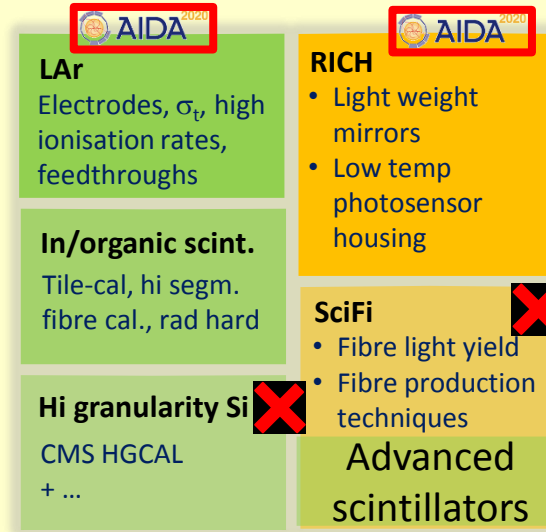 AIDA 2020
LAr
Electrodes, σt, high
ionisation rates,
feedthroughs
In/organic scint.
Tile-cal, hi segm.
fibre cal., rad hard
Hi granularity Si
CMS HGCAL
+ ...
AIDA 2020
RICH
• Light weight
mirrors
• Low temp
photosensor
housing
SciFi
• Fibre light yield
• Fibre production
techniques
Advanced
scintillators